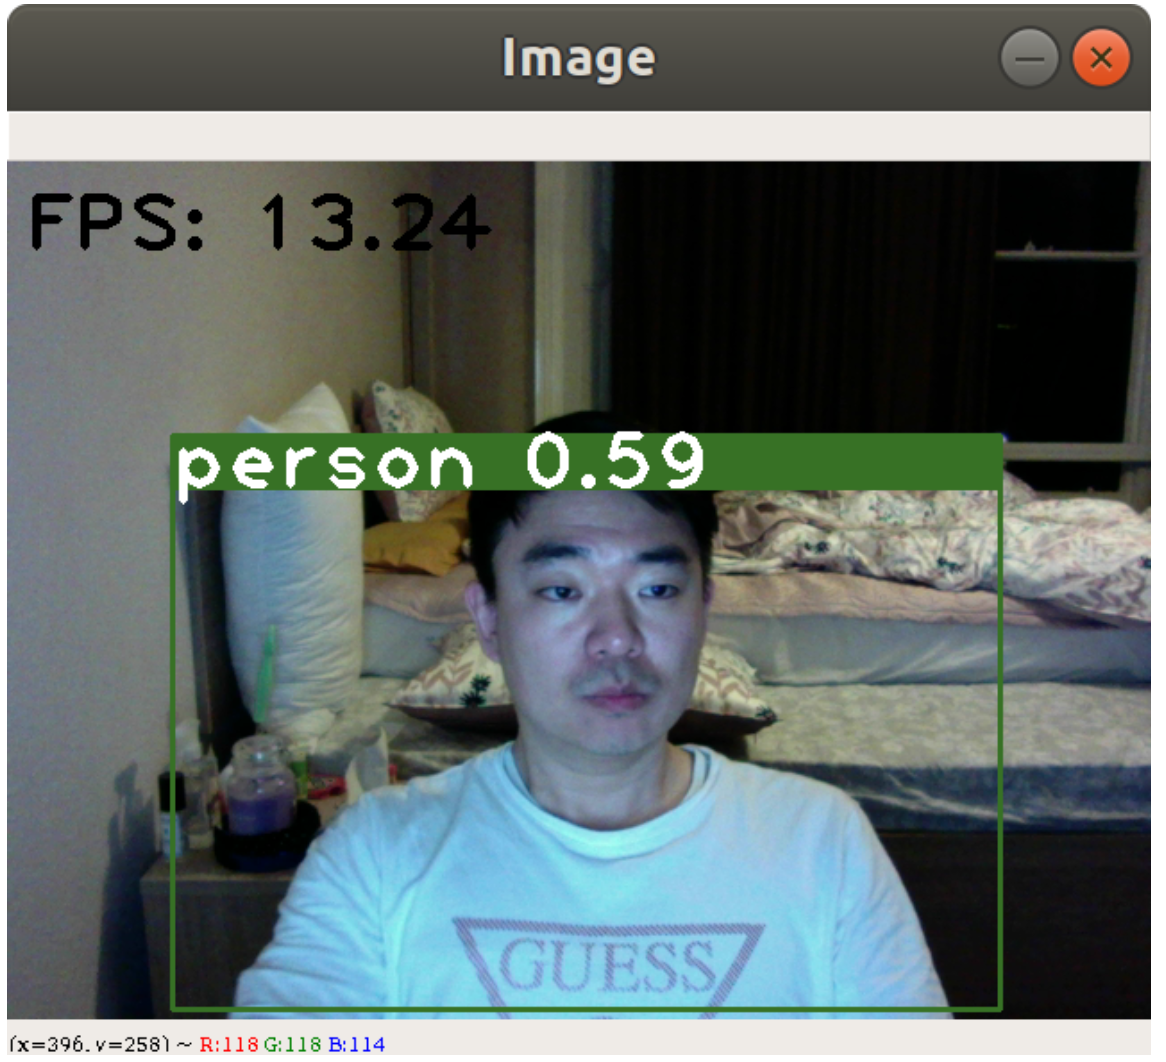 Image
FPS: 13.24
person 0.59
GUESS
(x=396, y=258) ~ R:118 G:118 B:114